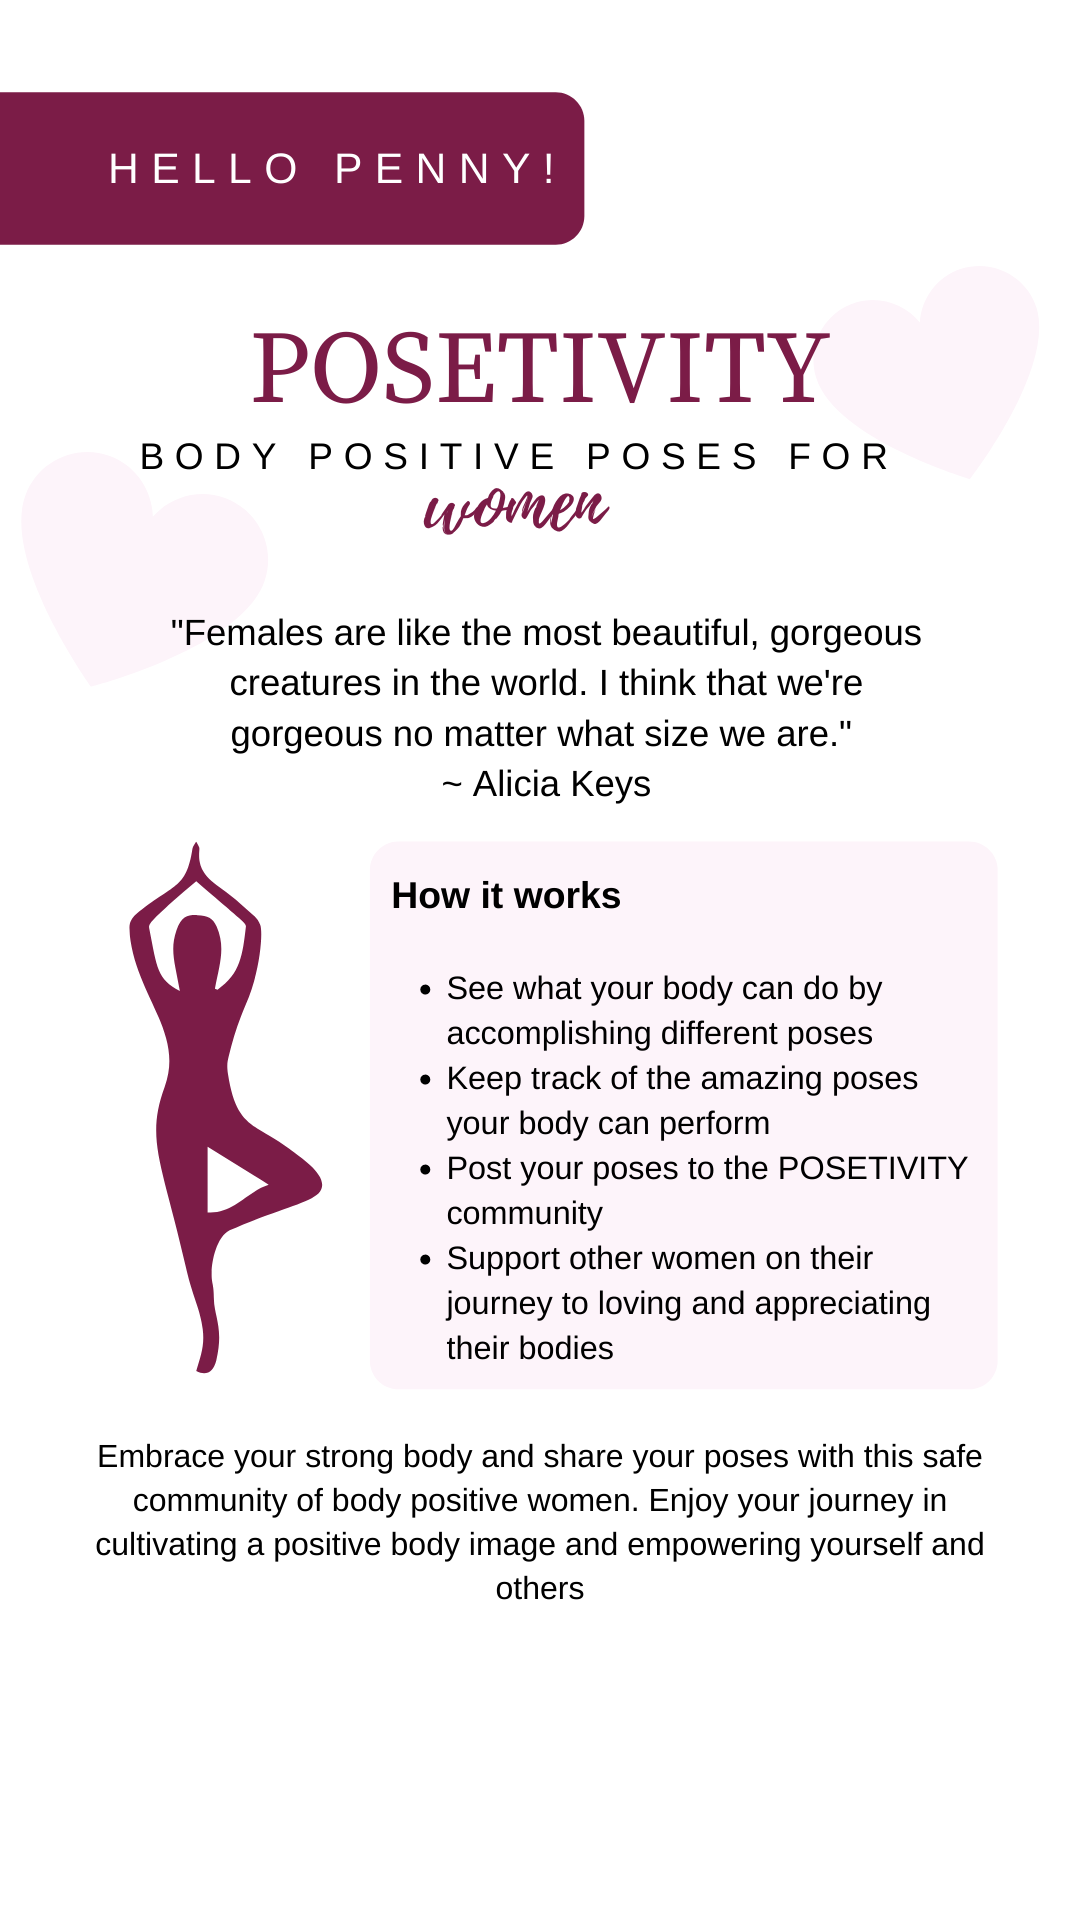 HELLO PENNY!
POSETIVITY
BODY POSITIVE POSES FOR
women
"Females are like the most beautiful, gorgeous
creatures in the world. I think that we're
gorgeous no matter what size we are."
~ Alicia Keys
How it works
• See what your body can do by
accomplishing different poses
• Keep track of the amazing poses
your body can perform
• Post your poses to the POSETIVITY
community
• Support other women on their
journey to loving and appreciating
their bodies
Embrace your strong body and share your poses with this safe
community of body positive women. Enjoy your journey in
cultivating a positive body image and empowering yourself and
others